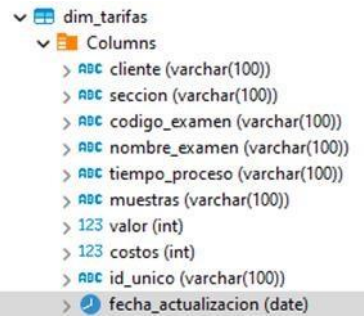 dim_tarifas
Columns
ABC cliente (varchar(100))
ABC seccion (varchar(100))
ABC codigo_examen (varchar(100))
ABC nombre_examen (varchar(100))
ABC tiempo_proceso (varchar(100))
ABC muestras (varchar(100))
123 valor (int)
123 costos (int)
ABC id_unico (varchar(100))
fecha_actualizacion (date)